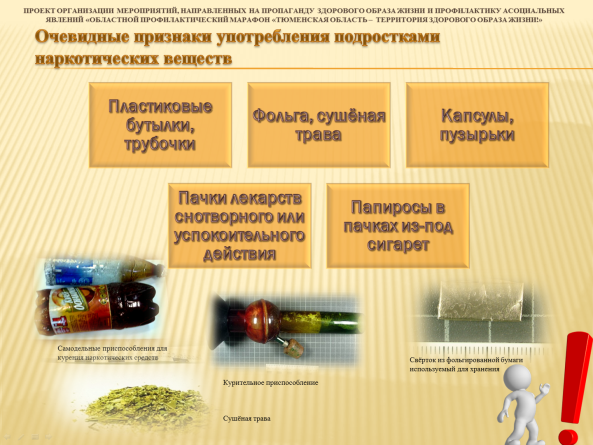 ПРОЕКТ ОРГАНИЗАЦИИ МЕРОПРИЯТИЙ, НАПРАВЛЕННЫХ НА ПРОПАГАНДУ ЗДОРОВОГО ОБРАЗА ЖИЗНИ И ПРОФИЛАКТИКУ АСОЦИАЛЬНЫХ
ЯВЛЕНИЙ «ОБЛАСТНОЙ ПРОФИЛАКТИЧЕСКИЙ МАРАФОН «ТЮМЕНСКАЯ ОБЛАСТЬ – ТЕРРИТОРИЯ ЗДОРОВОГО ОБРАЗА ЖИЗНИ!»
Очевидные признаки употребления подростками
наркотических веществ
Пластиковые
бутылки,
трубочки
Фольга, сушёная
трава
Капсулы,
пузырьки
Пачки лекарств
снотворного или
успокоительного
действия
Папиросы в
пачках из-под
сигарет
Самодельные приспособления для
курения наркотических средств
Курительное приспособление
Свёрток из фольгированной бумаги
используемый для хранения
Сушёная трава